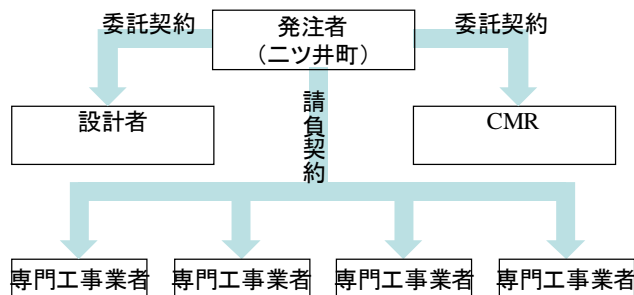 委託契約
発注者
(二ツ井町)
委託契約
設計者
請負契約
CMR
専門工事業者
専門工事業者
専門工事業者
専門工事業者